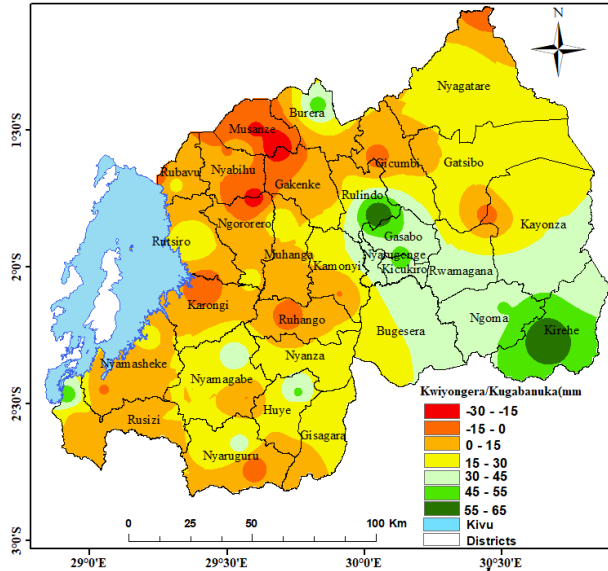 N
Nyagatare
Burera
1°30'S
Musanze
Gicumbi
Gatsibo
Rubavu
Nyabihu
Gakenke
Rulindo
Ngororero
Kayonza
Rutsiro
Gasabo
Muhanga
Nyarugenge
2°0'S
Kamonyi
Kicukiro
Rwamagana
Karongi
Ruhango
Bugesera
Ngoma
Kirehe
Nyanza
Nyamasheke
Nyamagabe
Kwiyongera/Kugabanuka(mm
-30 - -15
-15 - 0
0 - 15
15 - 30
30 - 45
45 - 55
55 - 65
Kivu
Districts
2°30'S
Rusizi
Huye
Gisagara
Nyaruguru
0 25 50 100 Km
3°0'S
29°0'E 29°30'E 30°0'E 30°30'E